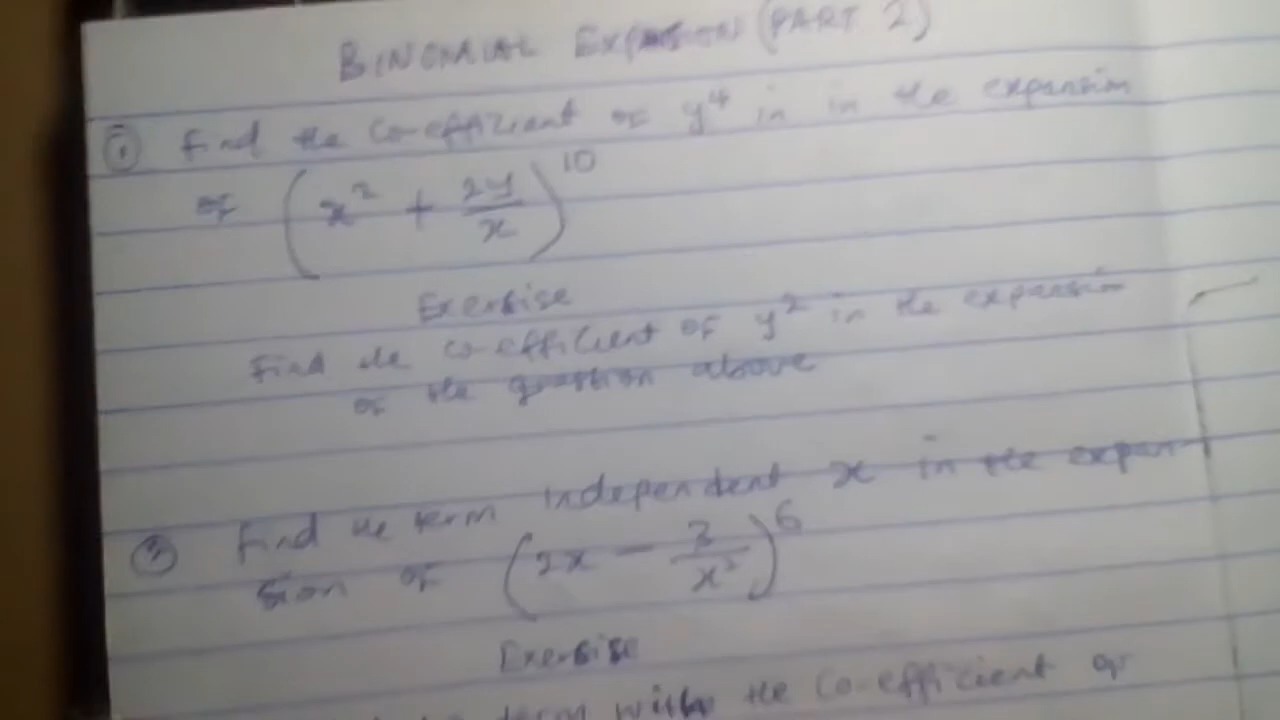 BINOMIAL Expansion (PART 2)
① Find the co-efficient of y⁴ in in the expansion
of (x² + 2y/x)¹⁰
Exercise
Find the co-efficient of y² in the expansion
of the question above
Find the term independent x in the expan-
sion of (2x - /x²)⁶
Exercise
term with the co-efficient of